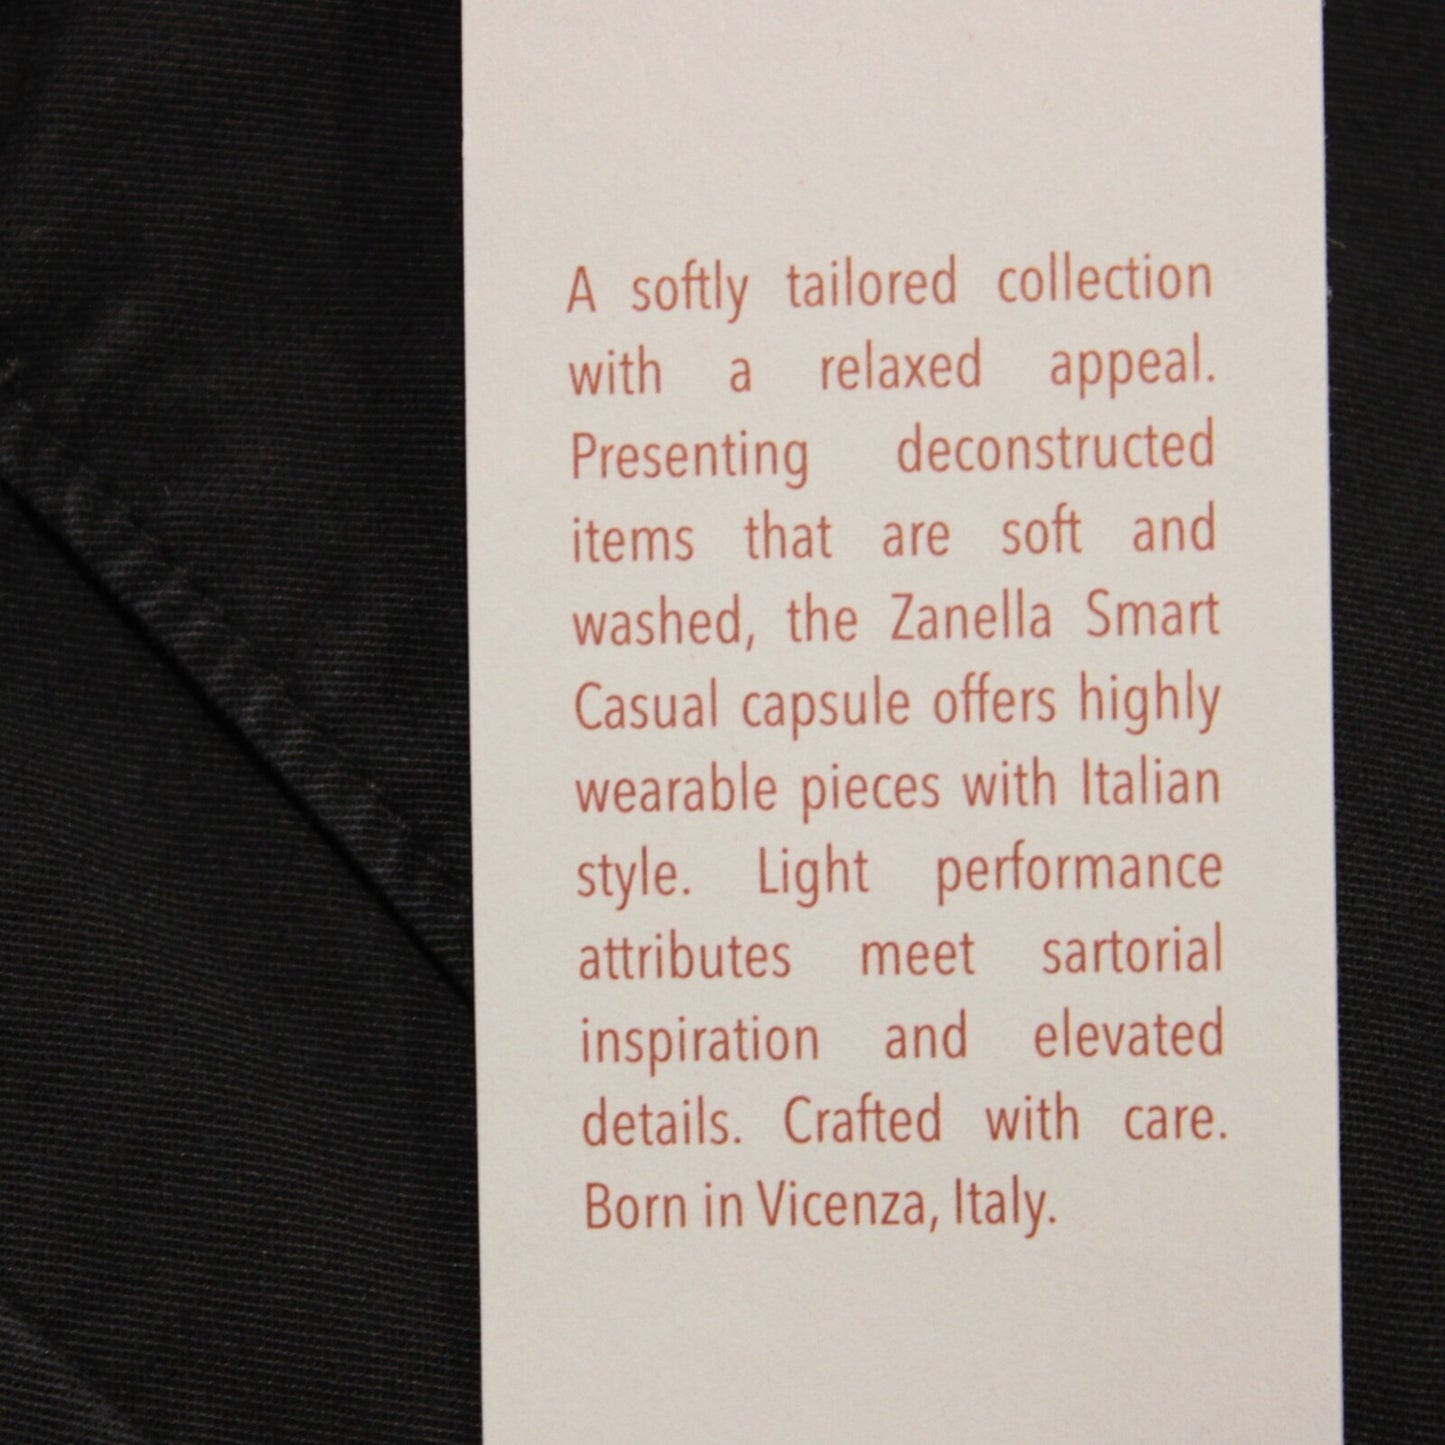 A softly tailored collection
with a relaxed appeal.
Presenting deconstructed
items that are soft and
washed, the Zanella Smart
Casual capsule offers highly
wearable pieces with Italian
style. Light performance
attributes meet sartorial
inspiration and elevated
details. Crafted with care.
Born in Vicenza, Italy.